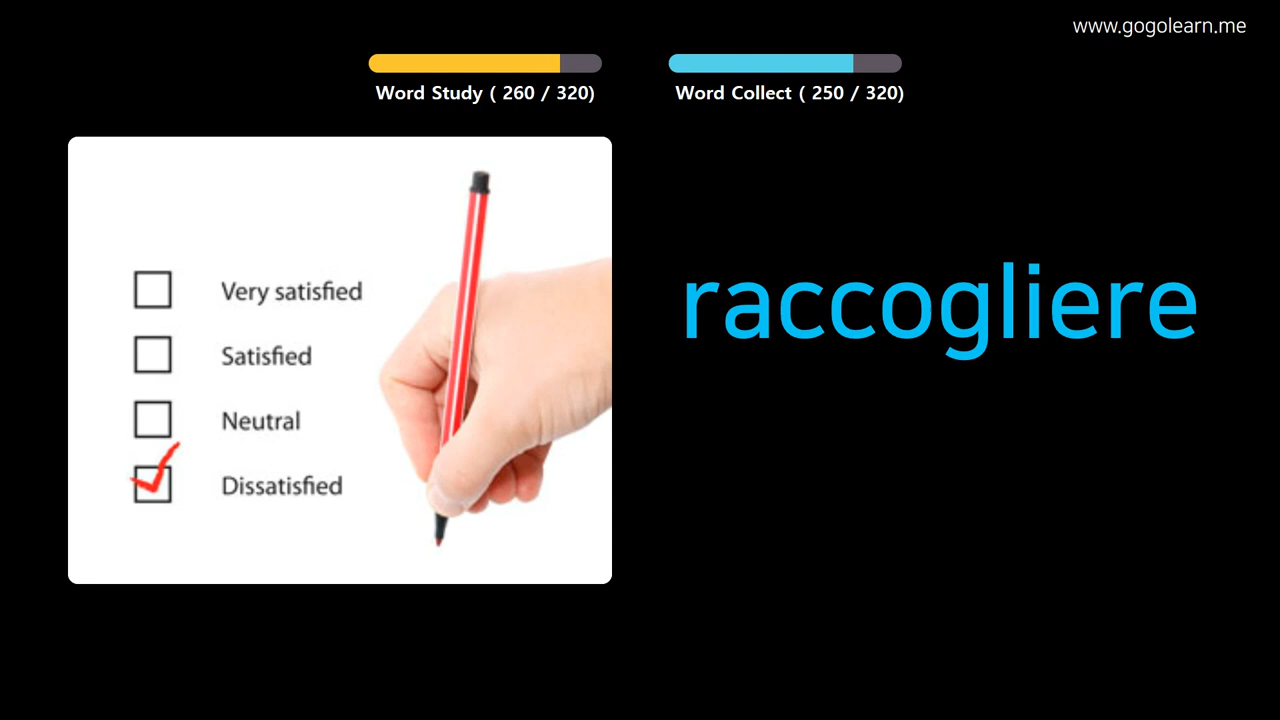 www.gogolearn.me
Word Study ( 260 / 320)
Word Collect ( 250 / 320)
Very satisfied
Satisfied
Neutral
Dissatisfied
raccogliere